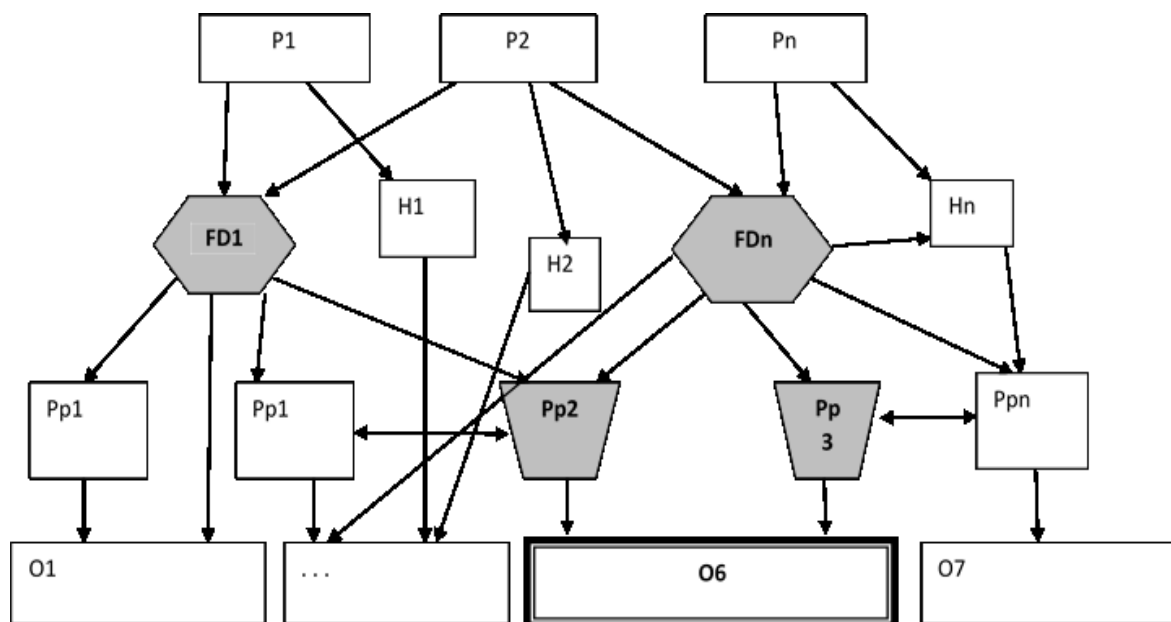 P1
P2
Pn
FD1
H1
H2
FDn
Hn
Pp1
Pp1
Pp2
Pp
3
Ppn
O1
. . .
O6
O7